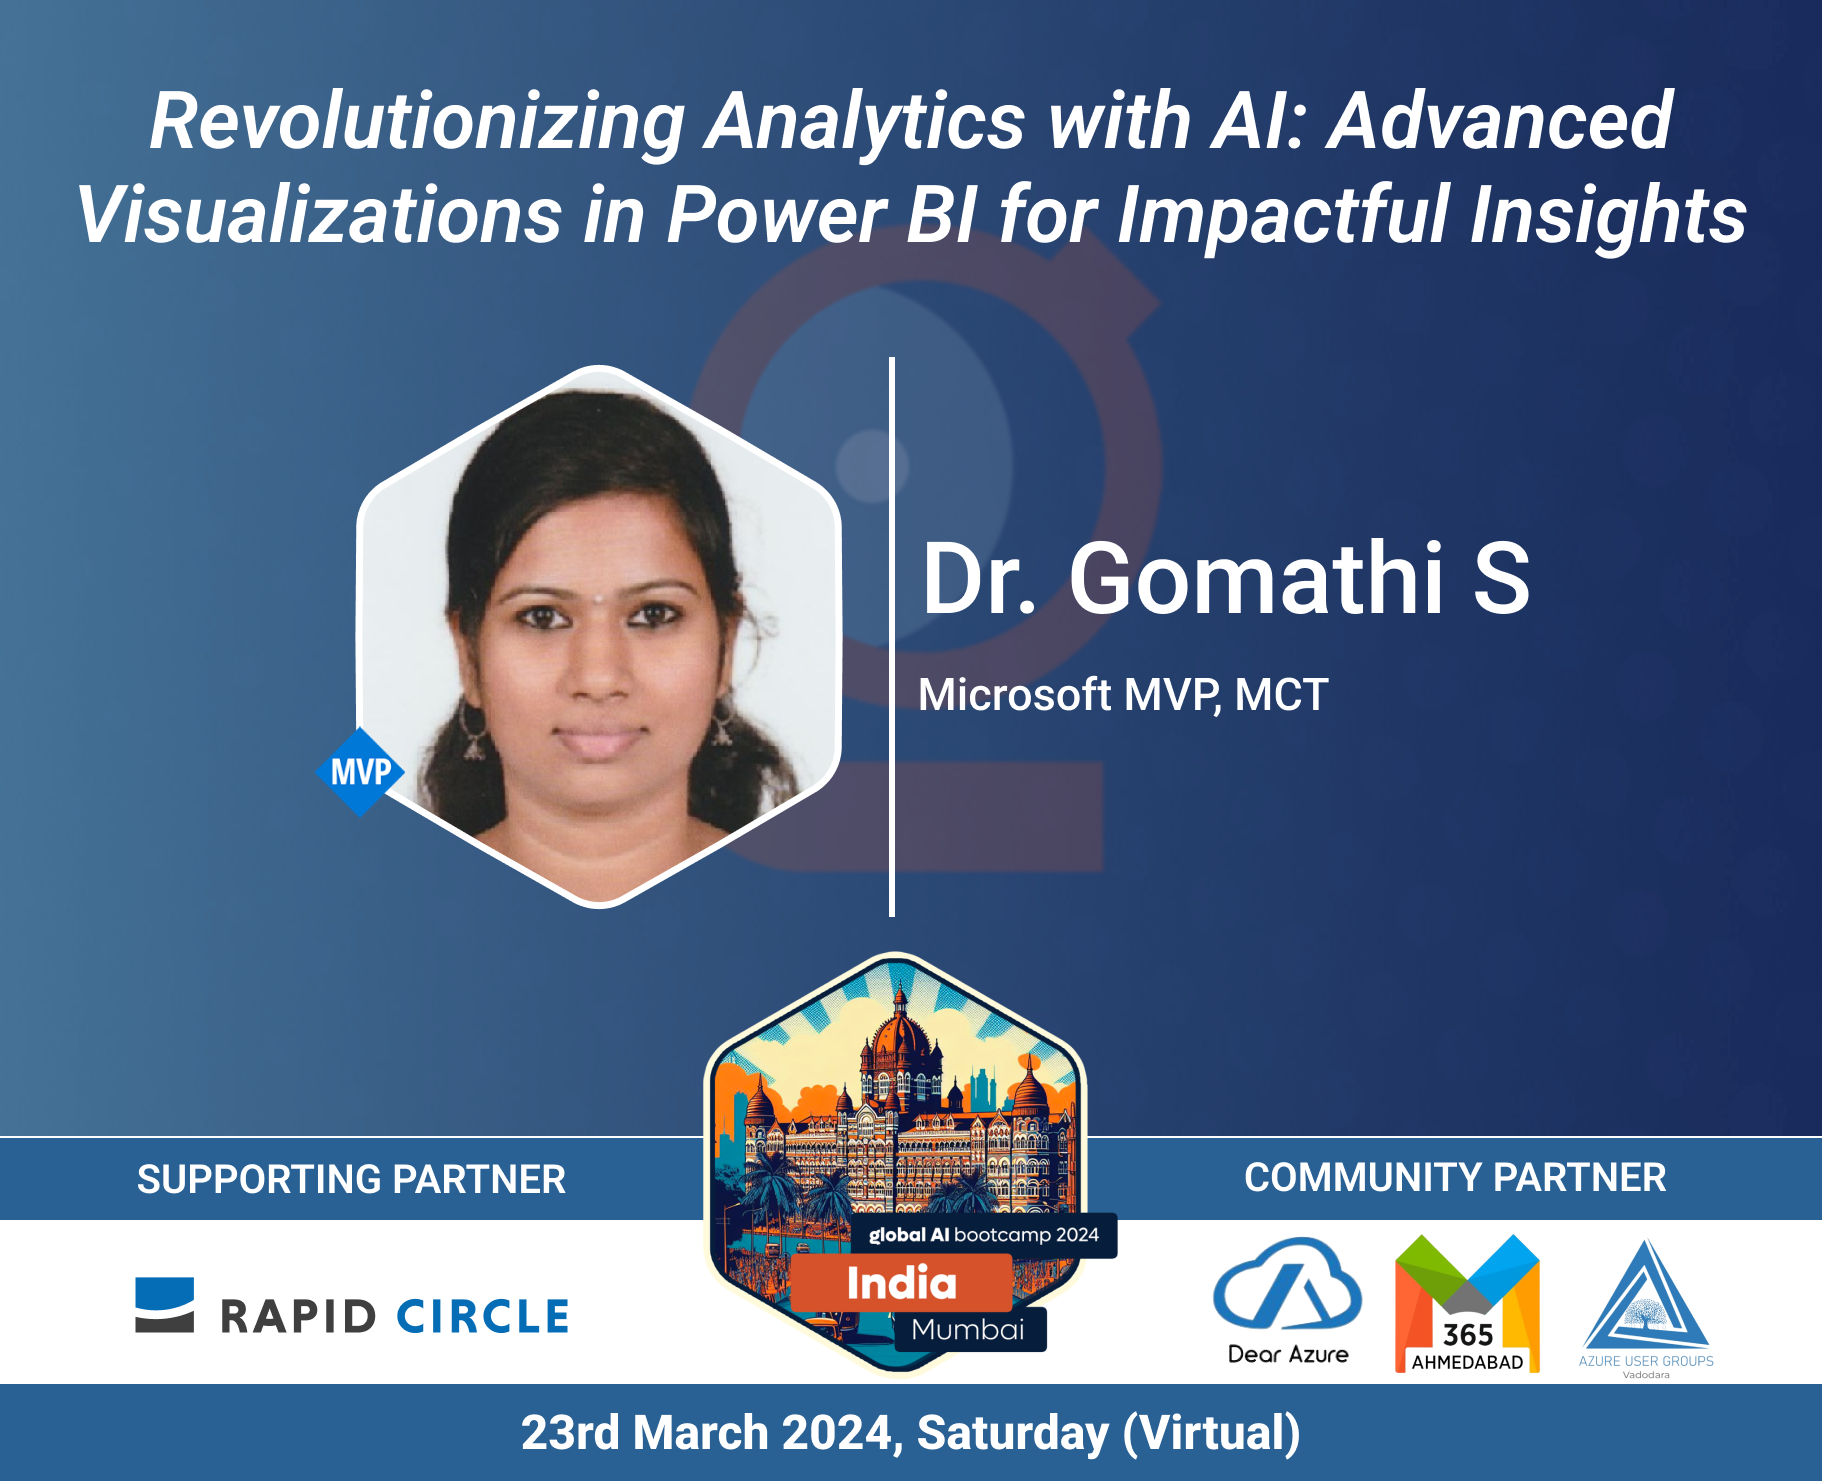 Revolutionizing Analytics with AI: Advanced
Visualizations in Power BI for Impactful Insights
MVP
Dr. Gomathi S
Microsoft MVP, MCT
SUPPORTING PARTNER
RAPID CIRCLE
global AI bootcamp 2024
India
Mumbai
COMMUNITY PARTNER
Dear Azure
365
AHMEDABAD
AZURE USER GROUPS
Vadodara
23rd March 2024, Saturday (Virtual)